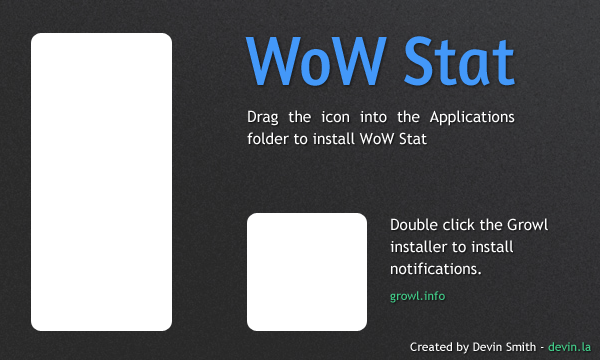 WoW Stat
Drag the icon into the Applications
folder to install WoW Stat
Double click the Growl
installer to install
notifications.
growl.info
Created by Devin Smith - devin.la